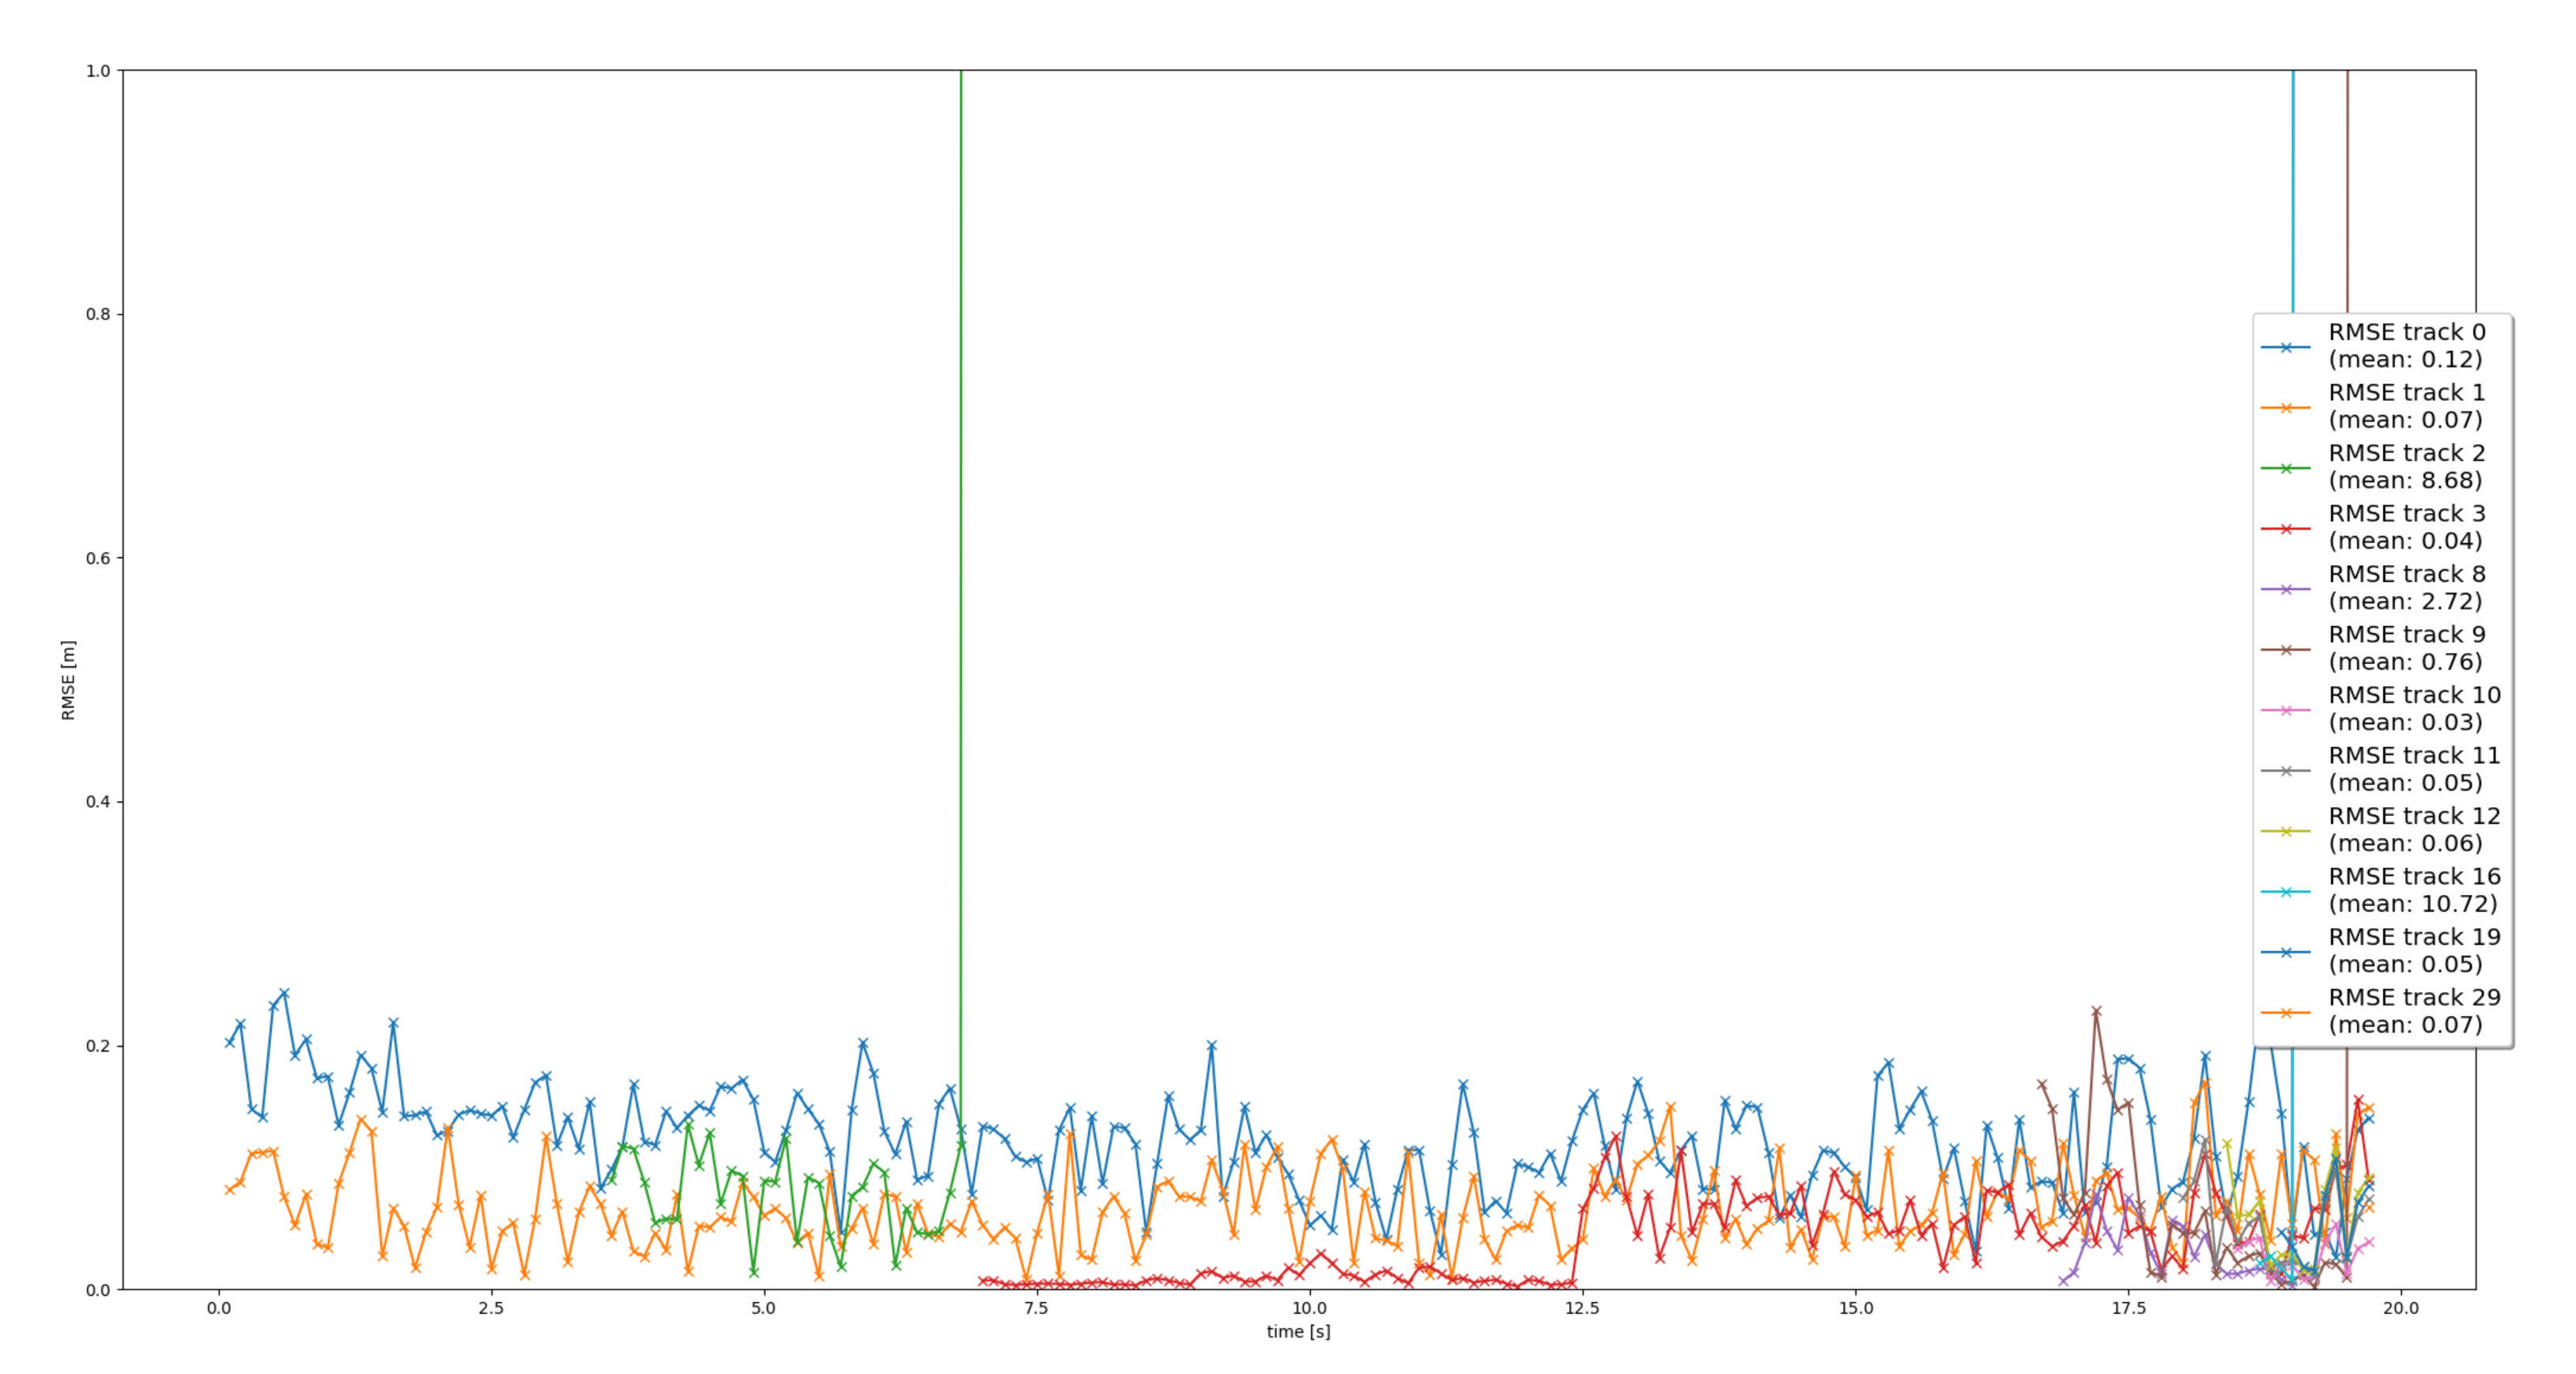 1.0
0.8
0.6
0.4
0.2
0.0
RMSE [m]
0.0 2.5 5.0 7.5 10.0 12.5 15.0 17.5 20.0
time [s]
RMSE track 0
(mean: 0.12)
RMSE track 1
(mean: 0.07)
RMSE track 2
(mean: 8.68)
RMSE track 3
(mean: 0.04)
RMSE track 8
(mean: 2.72)
RMSE track 9
(mean: 0.76)
RMSE track 10
(mean: 0.03)
RMSE track 11
(mean: 0.05)
RMSE track 12
(mean: 0.06)
RMSE track 16
(mean: 10.72)
RMSE track 19
(mean: 0.05)
RMSE track 29
(mean: 0.07)